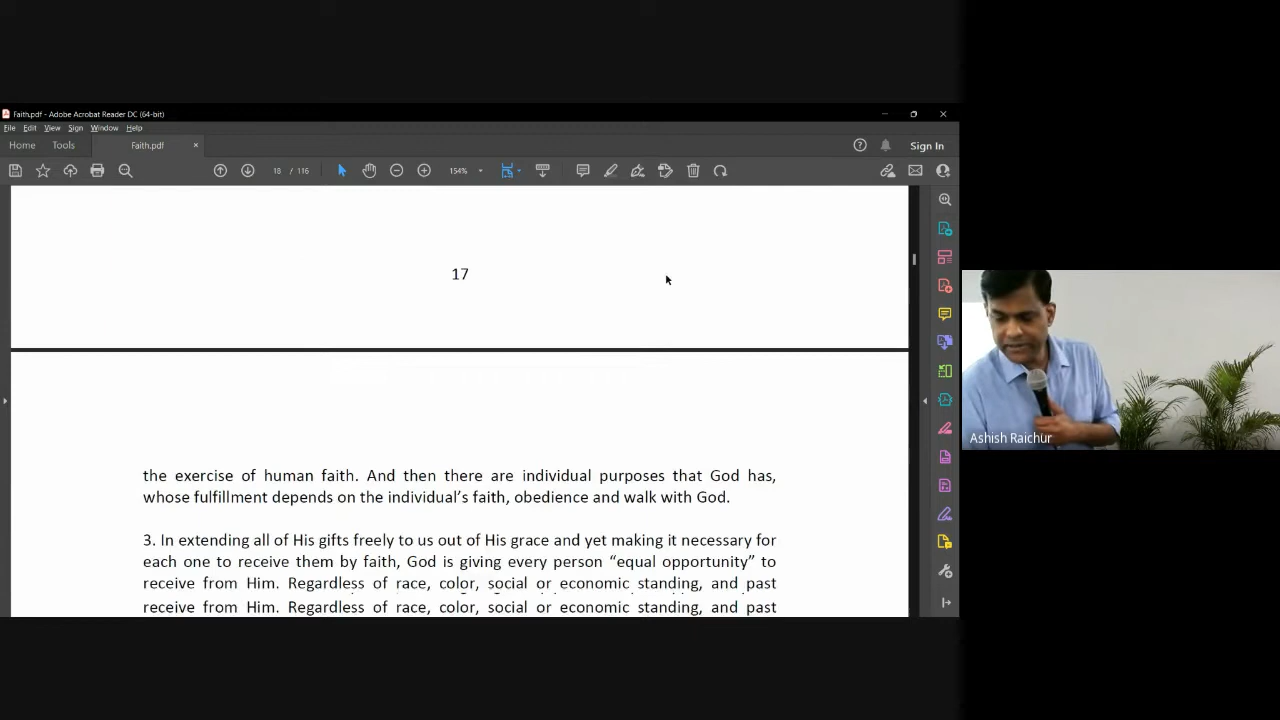 Faith.pdf - Adobe Acrobat Reader DC (64-bit)
File Edit View Sign Window Help
Home Tools Faith.pdf × Sign In
18 / 116 154%
17
the exercise of human faith. And then there are individual purposes that God has,
whose fulfillment depends on the individual's faith, obedience and walk with God.
3. In extending all of His gifts freely to us out of His grace and yet making it necessary for
each one to receive them by faith, God is giving every person “equal opportunity” to
receive from Him. Regardless of race, color, social or economic standing, and past
receive from Him. Regardless of race, color, social or economic standing, and past
Ashish Raichur